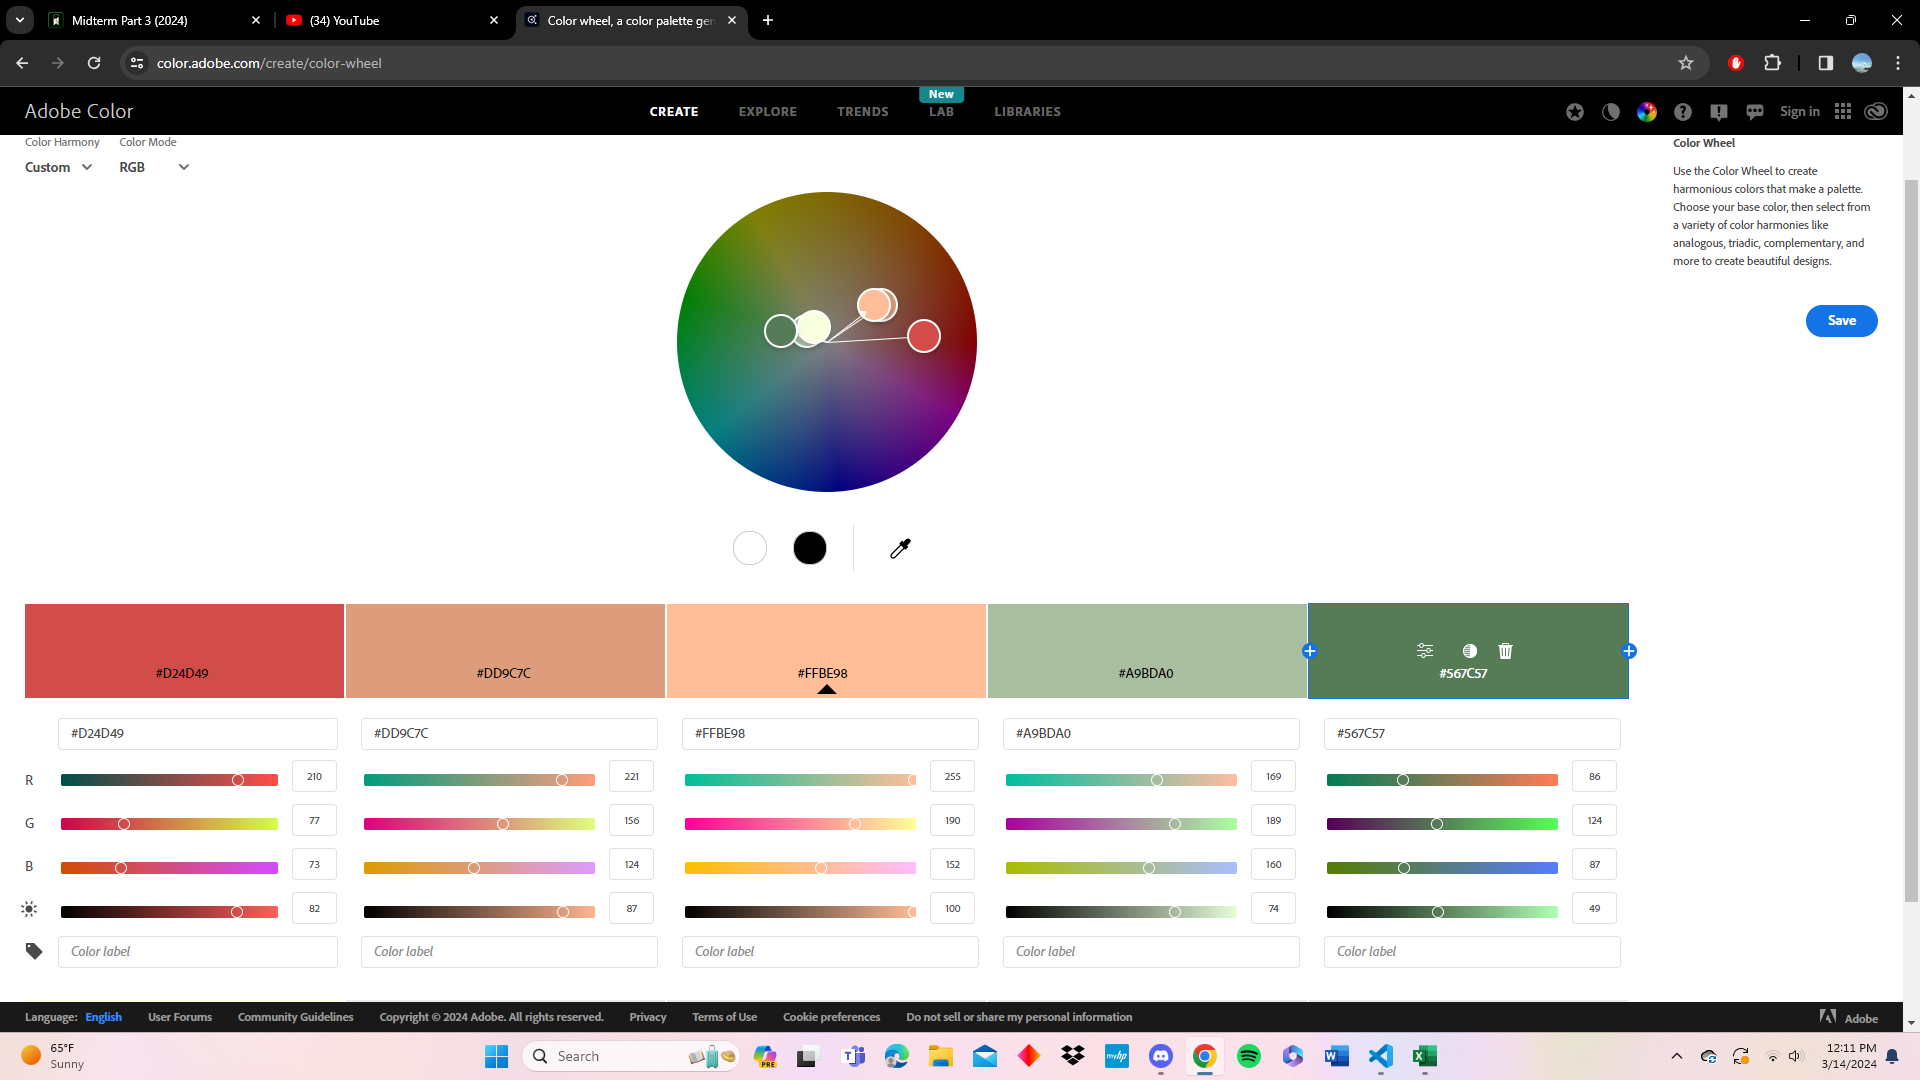 Midterm Part 3 (2024)
(34) YouTube
Color wheel, a color palette gen
color.adobe.com/create/color-wheel
New
Adobe Color
CREATE
EXPLORE
TRENDS
LAB
LIBRARIES
Sign in
Color Harmony
Color Mode
Custom
RGB
Color Wheel
Use the Color Wheel to create
harmonious colors that make a palette.
Choose your base color, then select from
a variety of color harmonies like
analogous, triadic, complementary, and
more to create beautiful designs.
Save
#D24D49
#DD9C7C
#FFBE98
#A9BDA0
#567C57
#D24D49
#DD9C7C
#FFBE98
#A9BDA0
#567C57
R
210
221
255
169
86
G
77
156
190
189
124
B
73
124
152
160
87
82
87
100
74
49
Color label
Color label
Color label
Color label
Color label
Language: English
User Forums
Community Guidelines
Copyright © 2024 Adobe. All rights reserved.
Privacy
Terms of Use
Cookie preferences
Do not sell or share my personal information
Adobe
65°F
Sunny
Search
PRE
myhp
12:11 PM
3/14/2024